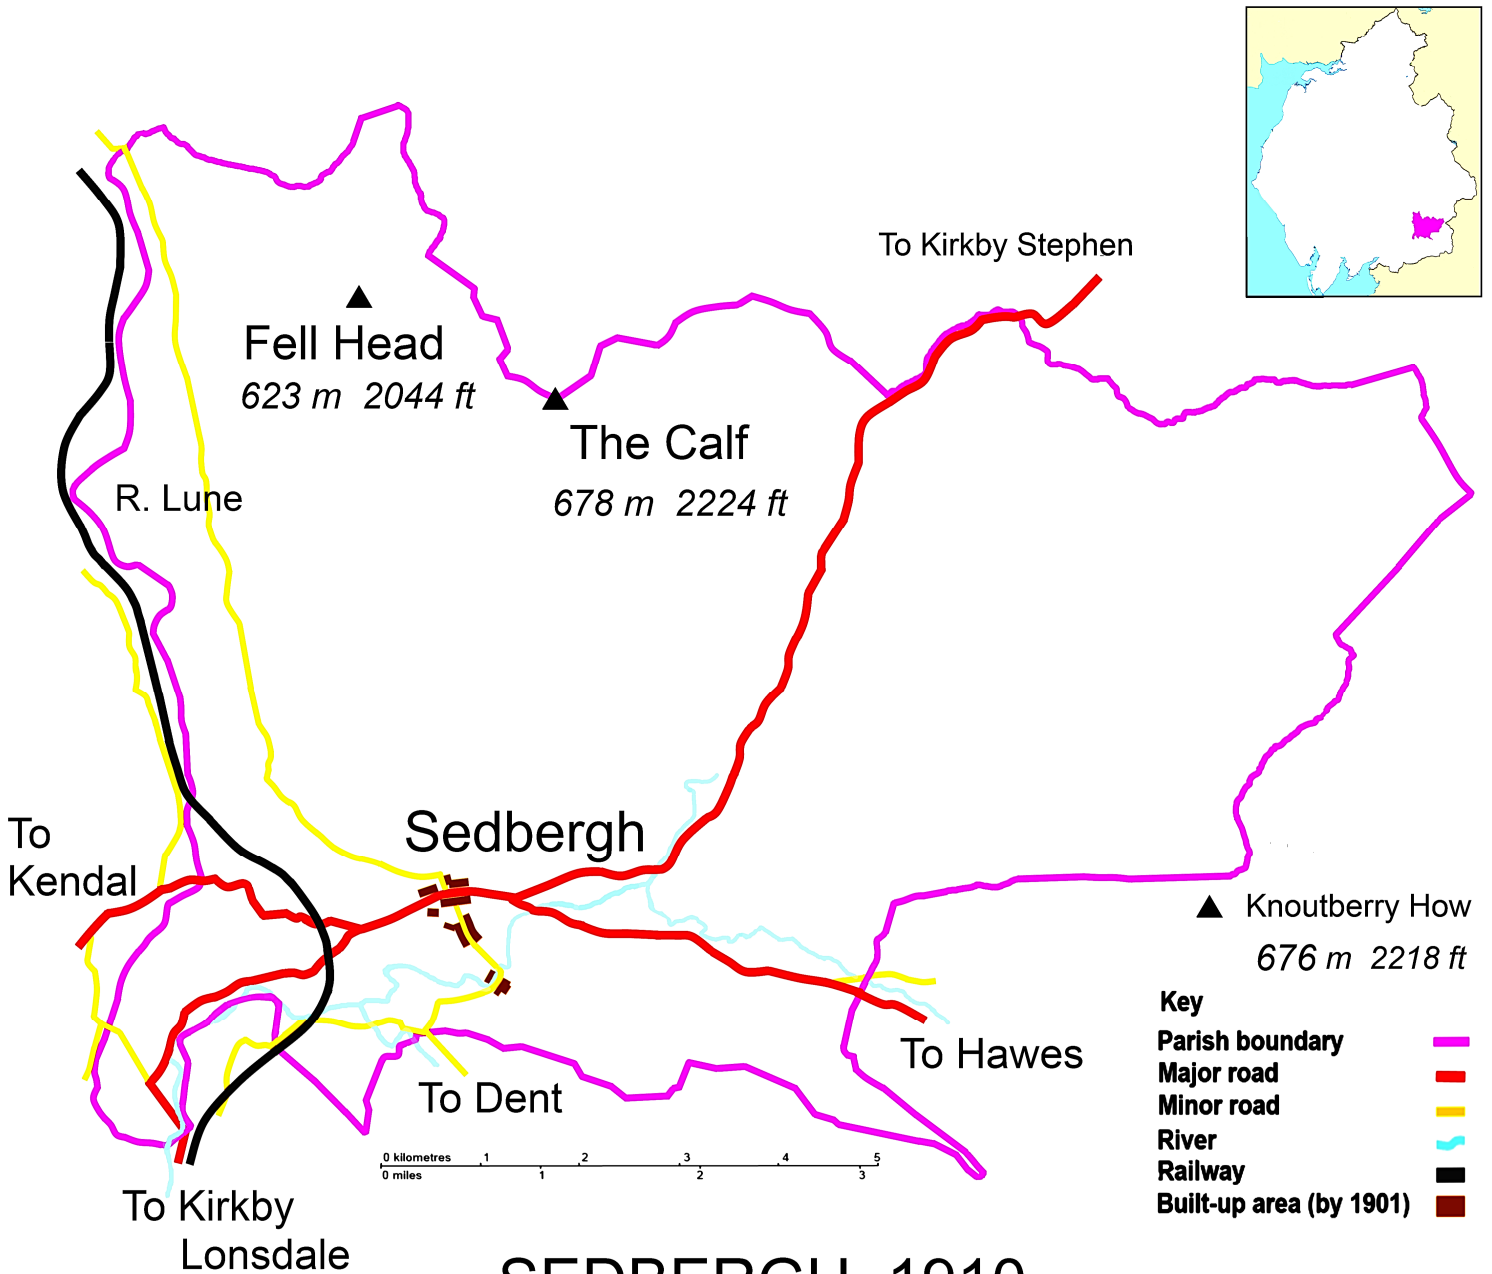 To Kirkby Stephen
Fell Head
623 m 2044 ft
The Calf
678 m 2224 ft
R. Lune
Sedbergh
To
Kendal
Knoutberry How
676 m 2218 ft
Key
Parish boundary
Major road
Minor road
River
Railway
Built-up area (by 1901)
To Hawes
To Dent
0 kilometres 1 2 3 4 5
0 miles 1 2 3
To Kirkby
Lonsdale
SEDBERGH 1910